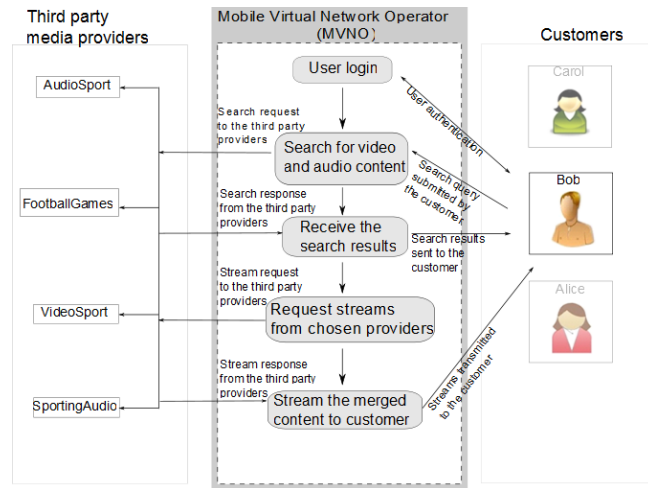 Third party
media providers
AudioSport
FootballGames
VideoSport
SportingAudio
Mobile Virtual Network Operator
(MVNO)
User login
Search request
to the third party
providers
Search for video
and audio content
Search response
from the third party
providers
Receive the
search results
Stream request
to the third party
providers
Request streams
from chosen providers
Stream response
from the third party
providers
Stream the merged
content to customer
User authentication
Search query
submitted by
the customer
Search results
sent to the
customer
Streams transmitted
to the customer
Customers
Carol
Bob
Alice